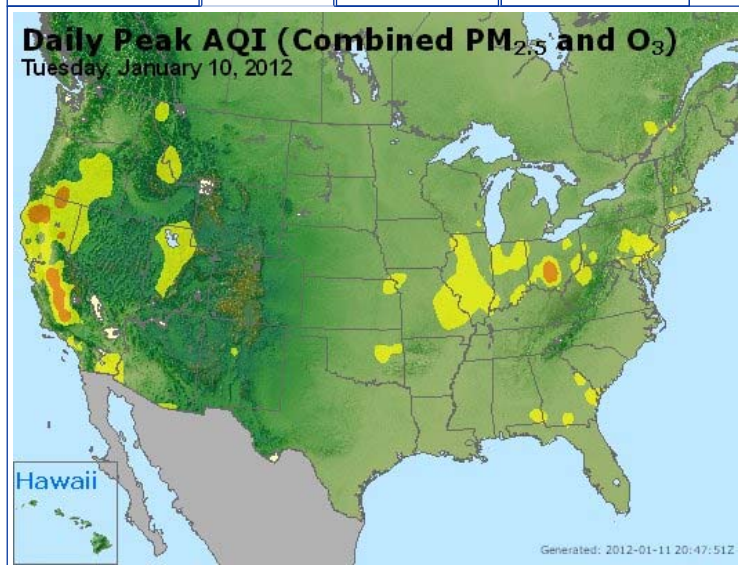 Daily Peak AQI (Combined PM₂.₅ and O₃)
Tuesday, January 10, 2012
Hawaii
Generated: 2012-01-11 20:47:51Z